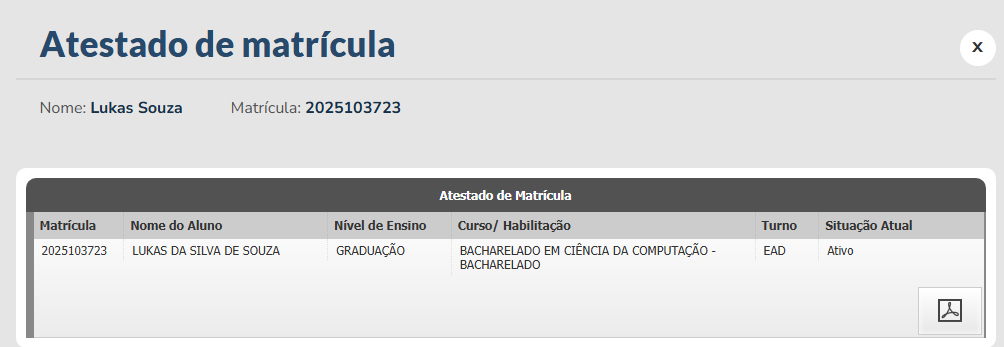 Atestado de matrícula
X
Nome: Lukas Souza Matrícula: 2025103723
Atestado de Matrícula
Matrícula Nome do Aluno Nível de Ensino Curso/ Habilitação Turno Situação Atual
2025103723 LUKAS DA SILVA DE SOUZA GRADUAÇÃO BACHARELADO EM CIÊNCIA DA COMPUTAÇÃO - EAD Ativo
BACHARELADO